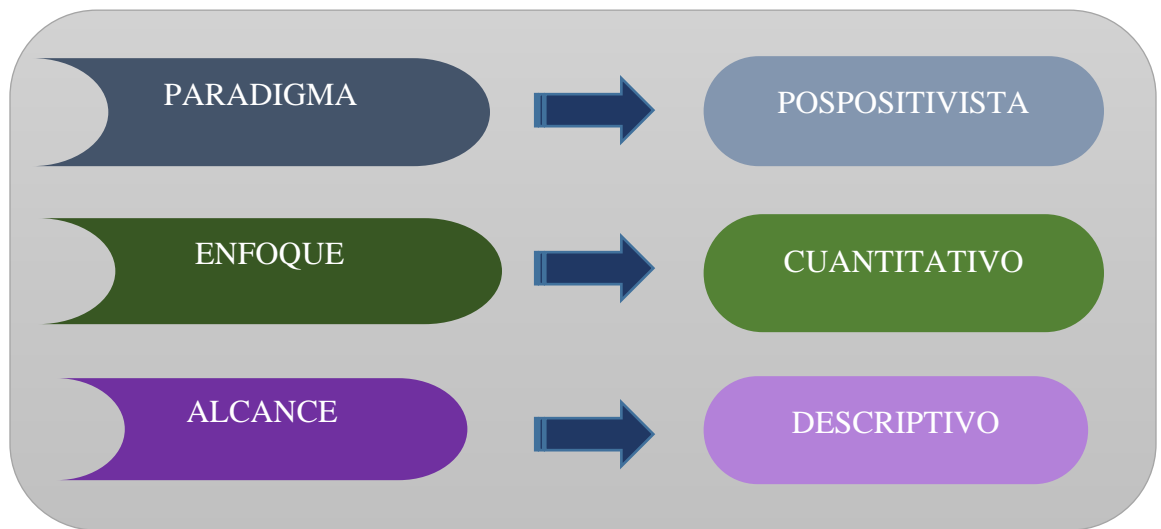 PARADIGMA
POSPOSITIVISTA
ENFOQUE
CUANTITATIVO
ALCANCE
DESCRIPTIVO